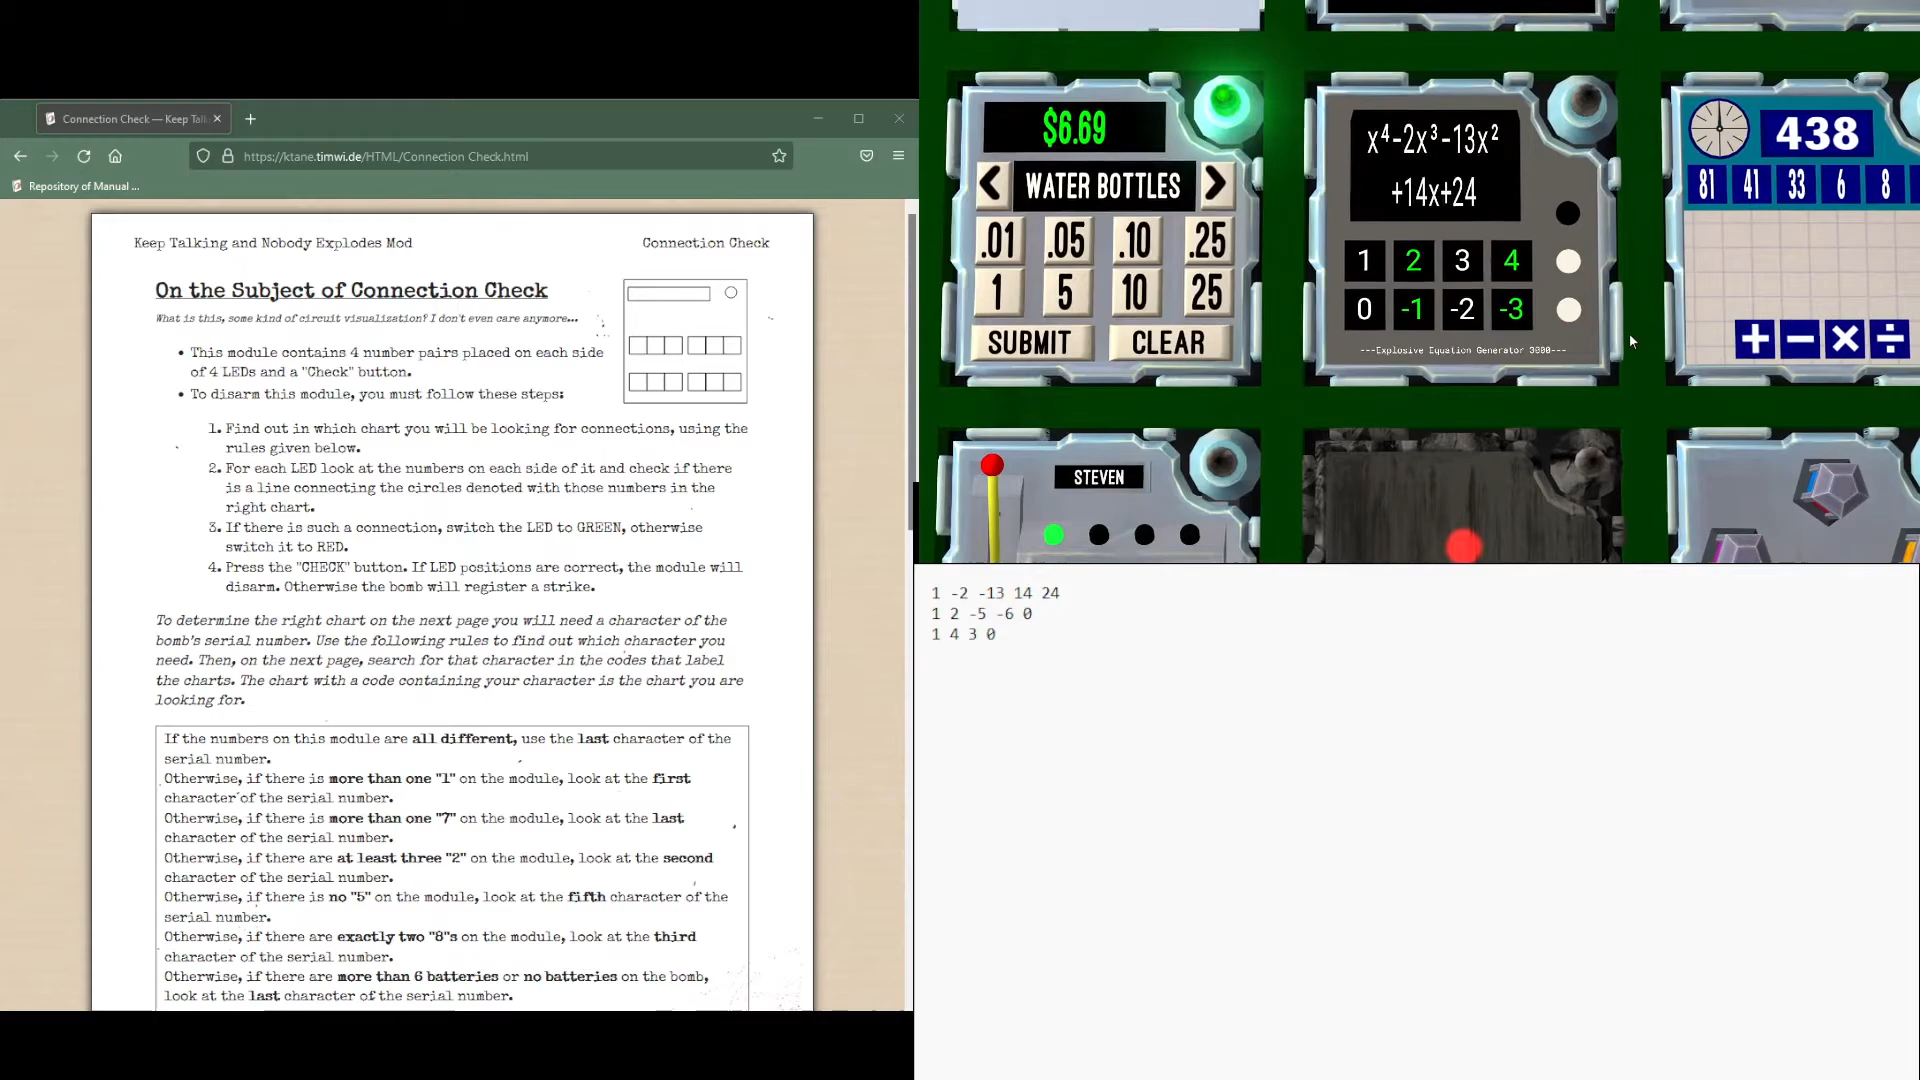 Connection Check — Keep Talk
https://ktane.timwi.de/HTML/Connection Check.html
Repository of Manual ...
Keep Talking and Nobody Explodes Mod
Connection Check
On the Subject of Connection Check
What is this, some kind of circuit visualization? I don't even care anymore...
• This module contains 4 number pairs placed on each side
of 4 LEDs and a "Check" button.
• To disarm this module, you must follow these steps:
1. Find out in which chart you will be looking for connections, using the
rules given below.
2. For each LED look at the numbers on each side of it and check if there
is a line connecting the circles denoted with those numbers in the
right chart.
3. If there is such a connection, switch the LED to GREEN, otherwise
switch it to RED.
4. Press the "CHECK" button. If LED positions are correct, the module will
disarm. Otherwise the bomb will register a strike.
To determine the right chart on the next page you will need a character of the
bomb's serial number. Use the following rules to find out which character you
need. Then, on the next page, search for that character in the codes that label
the charts. The chart with a code containing your character is the chart you are
looking for.
If the numbers on this module are all different, use the last character of the
serial number.
Otherwise, if there is more than one "1" on the module, look at the first
character of the serial number.
Otherwise, if there is more than one "7" on the module, look at the last
character of the serial number.
Otherwise, if there are at least three "2" on the module, look at the second
character of the serial number.
Otherwise, if there is no "5" on the module, look at the fifth character of the
serial number.
Otherwise, if there are exactly two "8"s on the module, look at the third
character of the serial number.
Otherwise, if there are more than 6 batteries or no batteries on the bomb,
look at the last character of the serial number.
$6.69
WATER BOTTLES
.01 .05 .10 .25
1 5 10 25
SUBMIT CLEAR
x⁴-2x³-13x²
+14x+24
1 2 3 4
0 -1 -2 -3
---Explosive Equation Generator 3000---
438
81 41 33 6 8
+ − × ÷
STEVEN
1 -2 -13 14 24
1 2 -5 -6 0
1 4 3 0